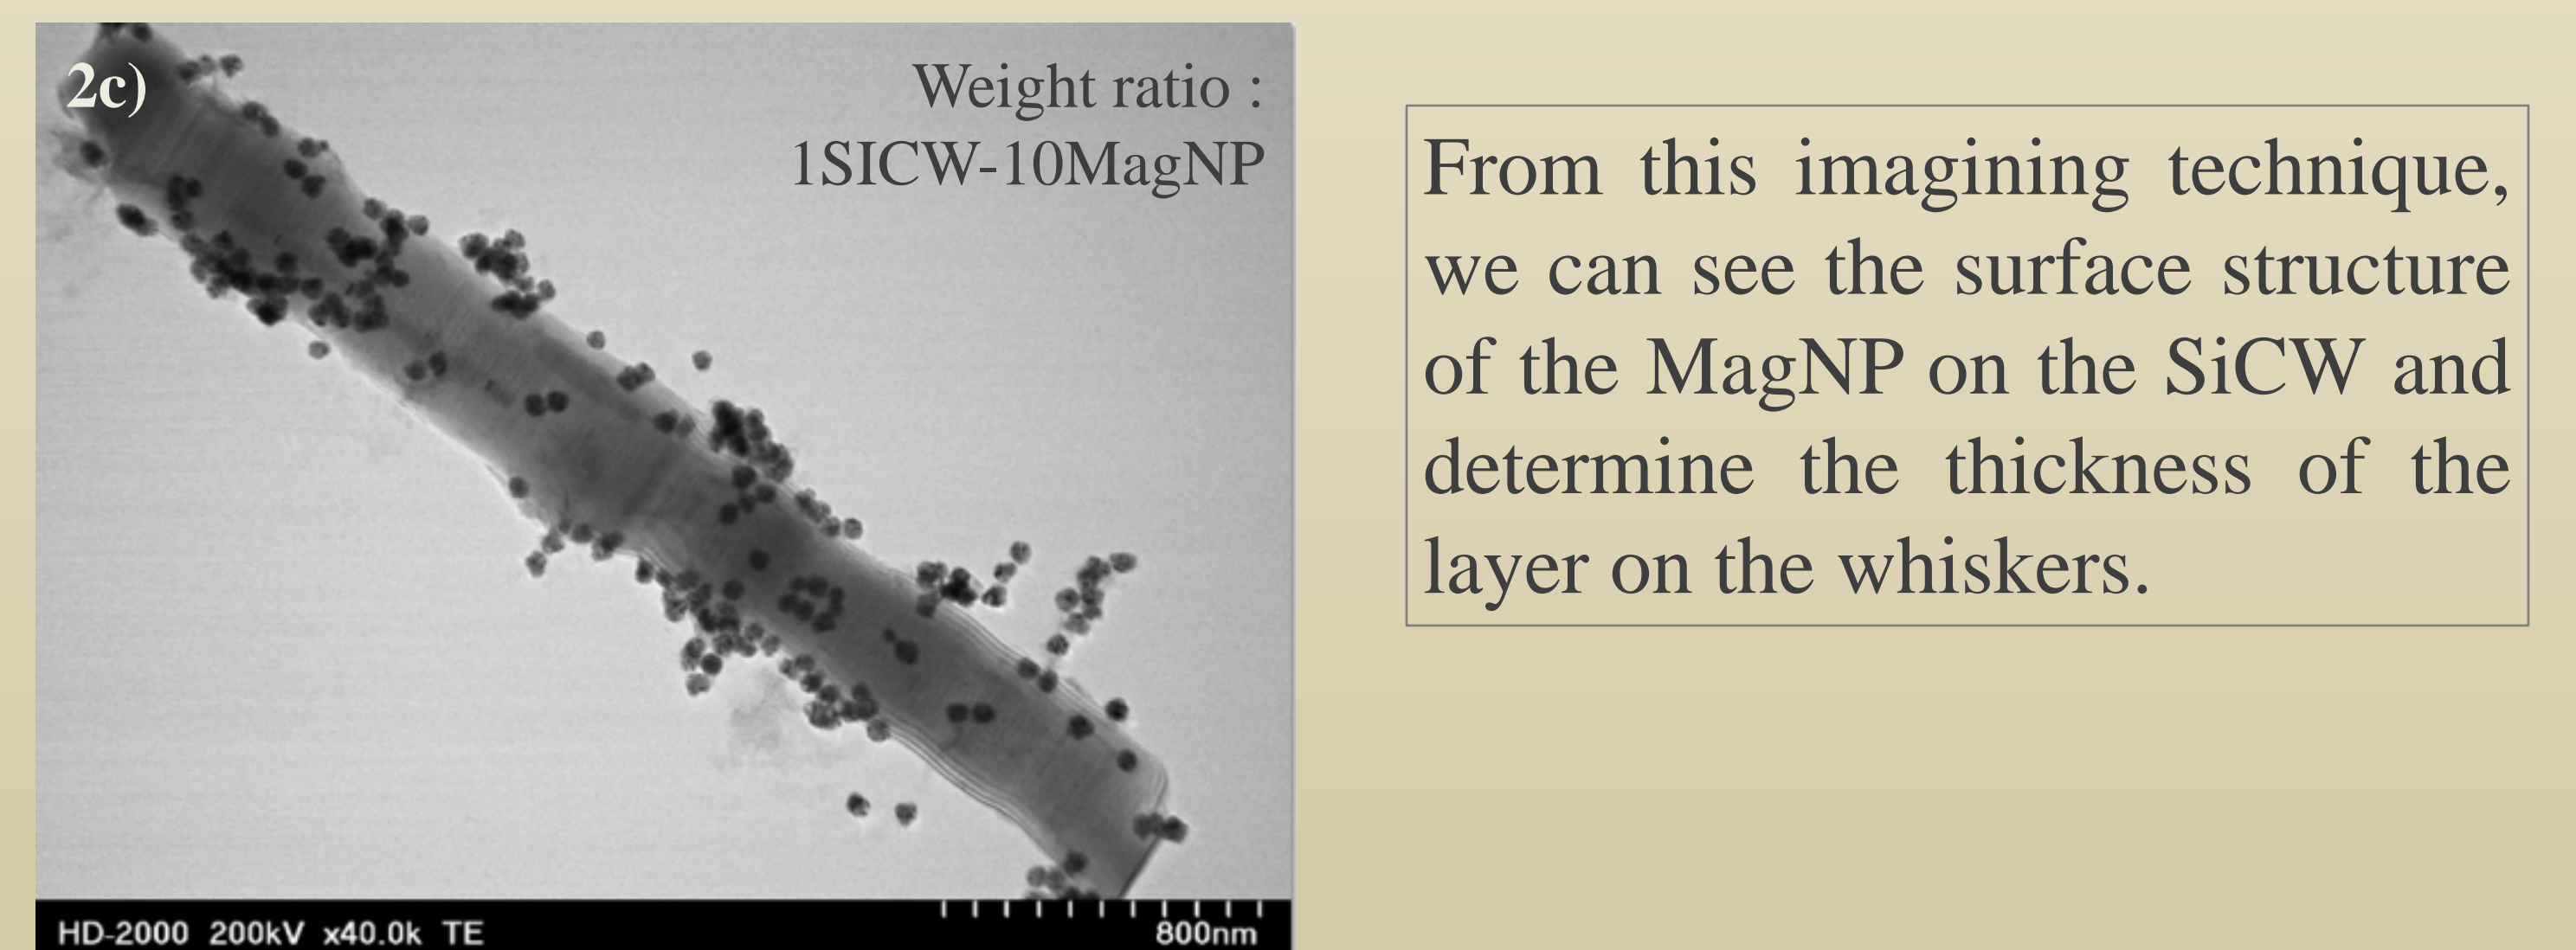 2c)
Weight ratio :
1SICW-10MagNP
From this imagining technique,
we can see the surface structure
of the MagNP on the SiCW and
determine the thickness of the
layer on the whiskers.
HD-2000 200kV x40.0k TE
800nm